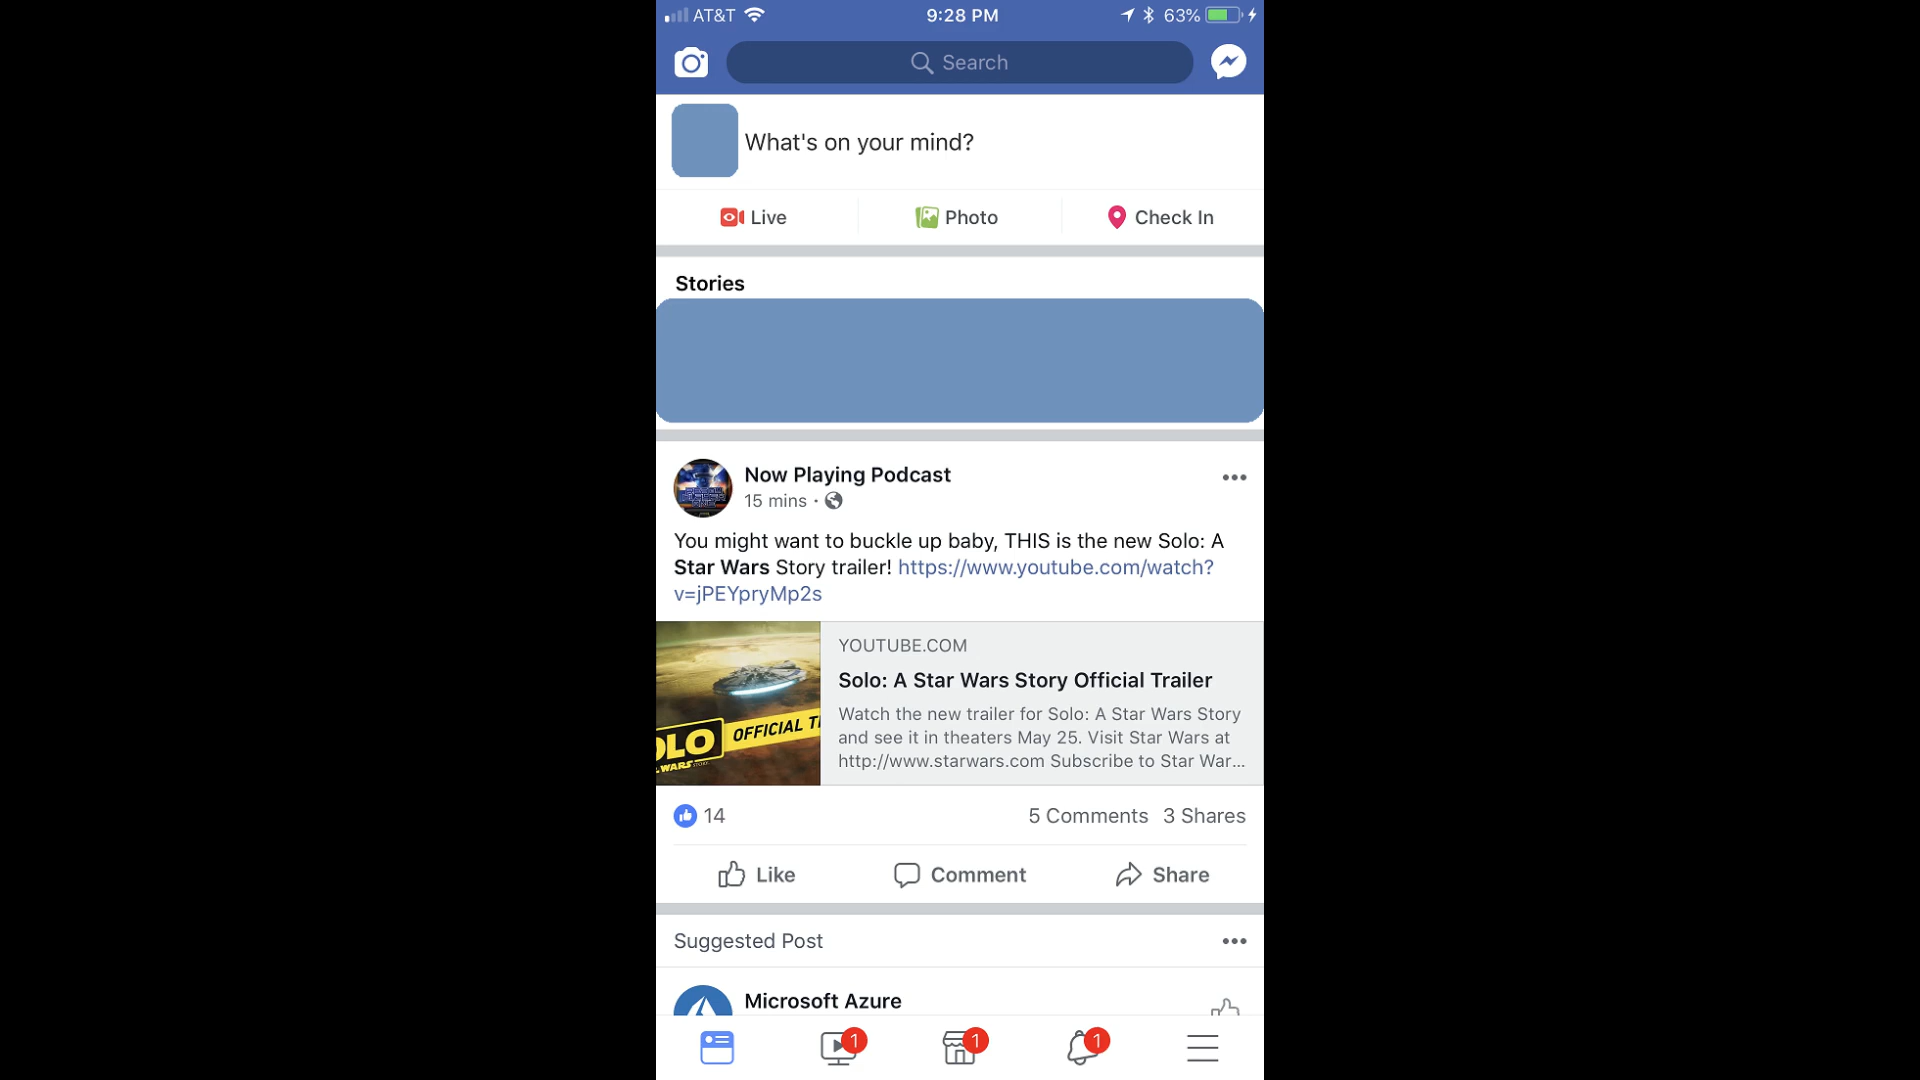 AT&T 9:28 PM 63%
Search
What's on your mind?
Live Photo Check In
Stories
Now Playing Podcast
15 mins ·
You might want to buckle up baby, THIS is the new Solo: A
Star Wars Story trailer! https://www.youtube.com/watch?
v=jPEYpryMp2s
YOUTUBE.COM
Solo: A Star Wars Story Official Trailer
Watch the new trailer for Solo: A Star Wars Story
and see it in theaters May 25. Visit Star Wars at
http://www.starwars.com Subscribe to Star War...
OLO OFFICIAL T
WARS
14 5 Comments 3 Shares
Like Comment Share
Suggested Post
Microsoft Azure
1 1 1